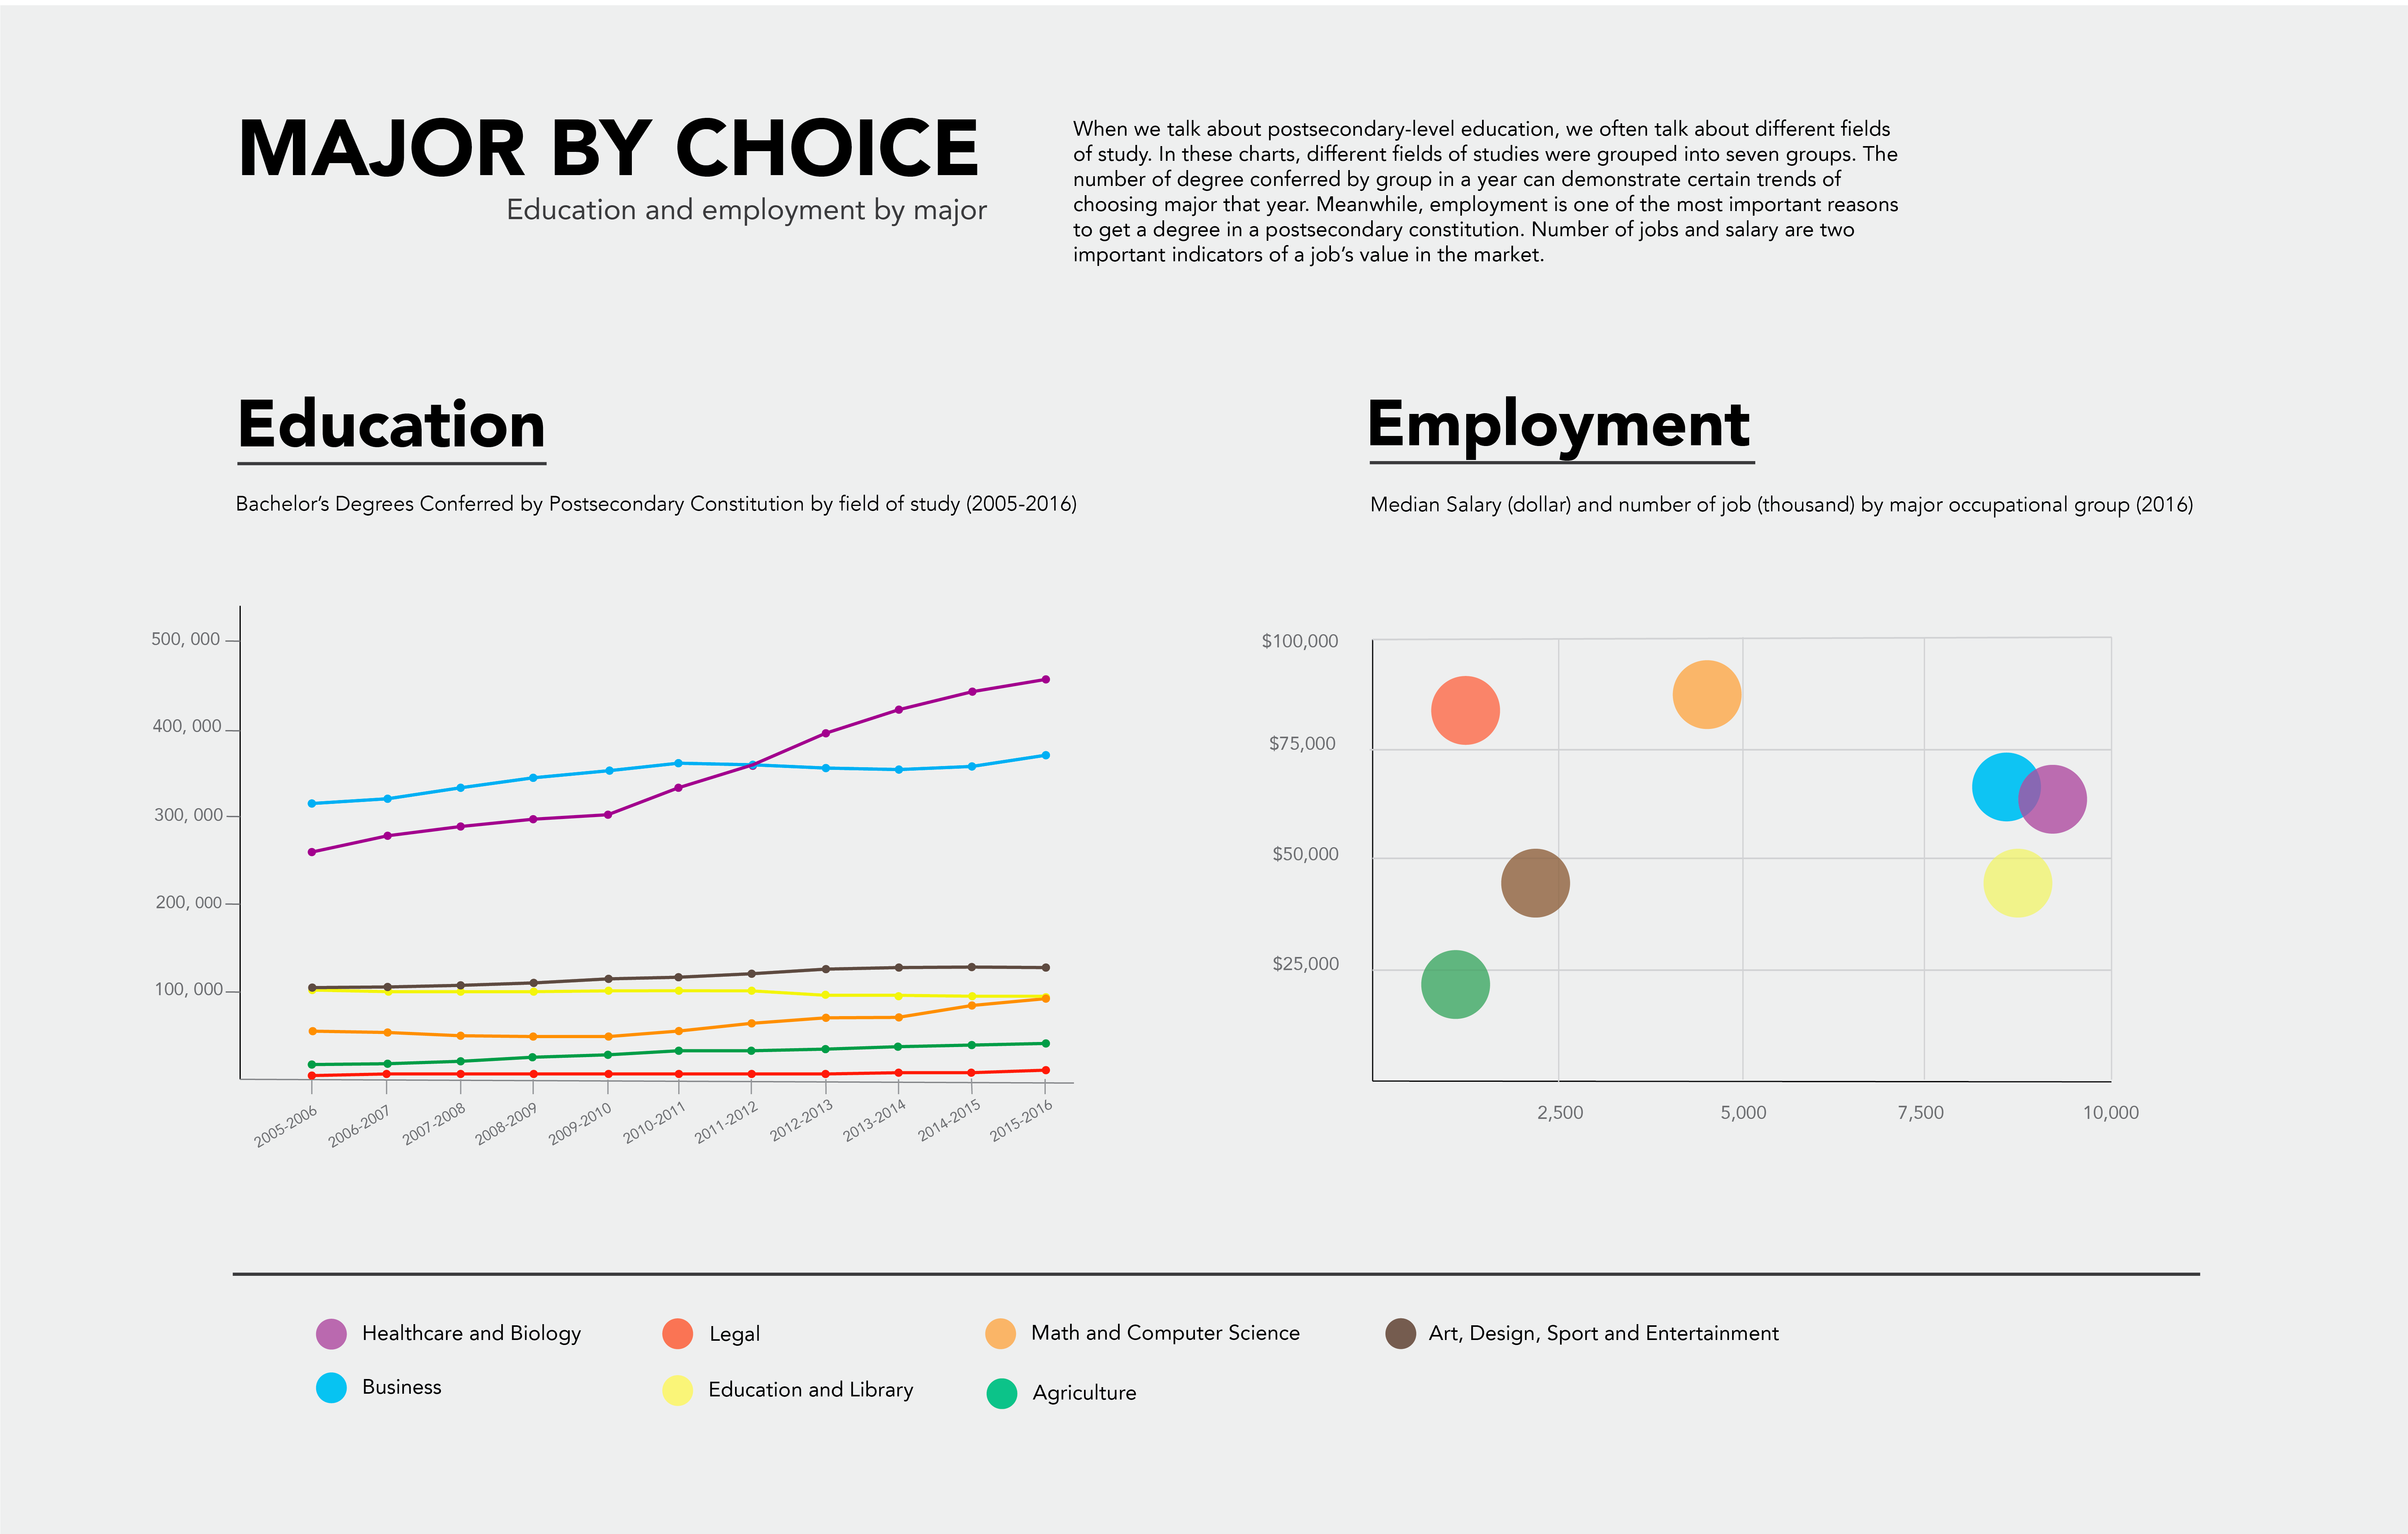 MAJOR BY CHOICE
Education and employment by major
When we talk about postsecondary-level education, we often talk about different fields
of study. In these charts, different fields of studies were grouped into seven groups. The
number of degree conferred by group in a year can demonstrate certain trends of
choosing major that year. Meanwhile, employment is one of the most important reasons
to get a degree in a postsecondary constitution. Number of jobs and salary are two
important indicators of a job’s value in the market.
Education
Bachelor’s Degrees Conferred by Postsecondary Constitution by field of study (2005-2016)
500, 000
400, 000
300, 000
200, 000
100, 000
2005-2006
2006-2007
2007-2008
2008-2009
2009-2010
2010-2011
2011-2012
2012-2013
2013-2014
2014-2015
2015-2016
Employment
Median Salary (dollar) and number of job (thousand) by major occupational group (2016)
$100,000
$75,000
$50,000
$25,000
2,500
5,000
7,500
10,000
Healthcare and Biology
Legal
Math and Computer Science
Art, Design, Sport and Entertainment
Business
Education and Library
Agriculture